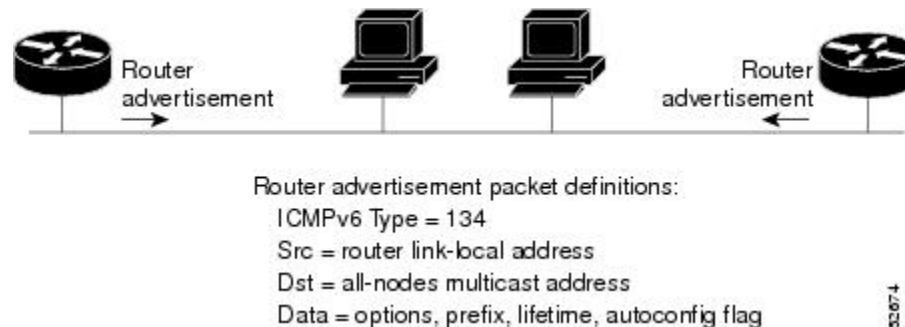 Router
advertisement
Router
advertisement
Router advertisement packet definitions:
ICMPv6 Type = 134
Src = router link-local address
Dst = all-nodes multicast address
Data = options, prefix, lifetime, autoconfig flag
52674